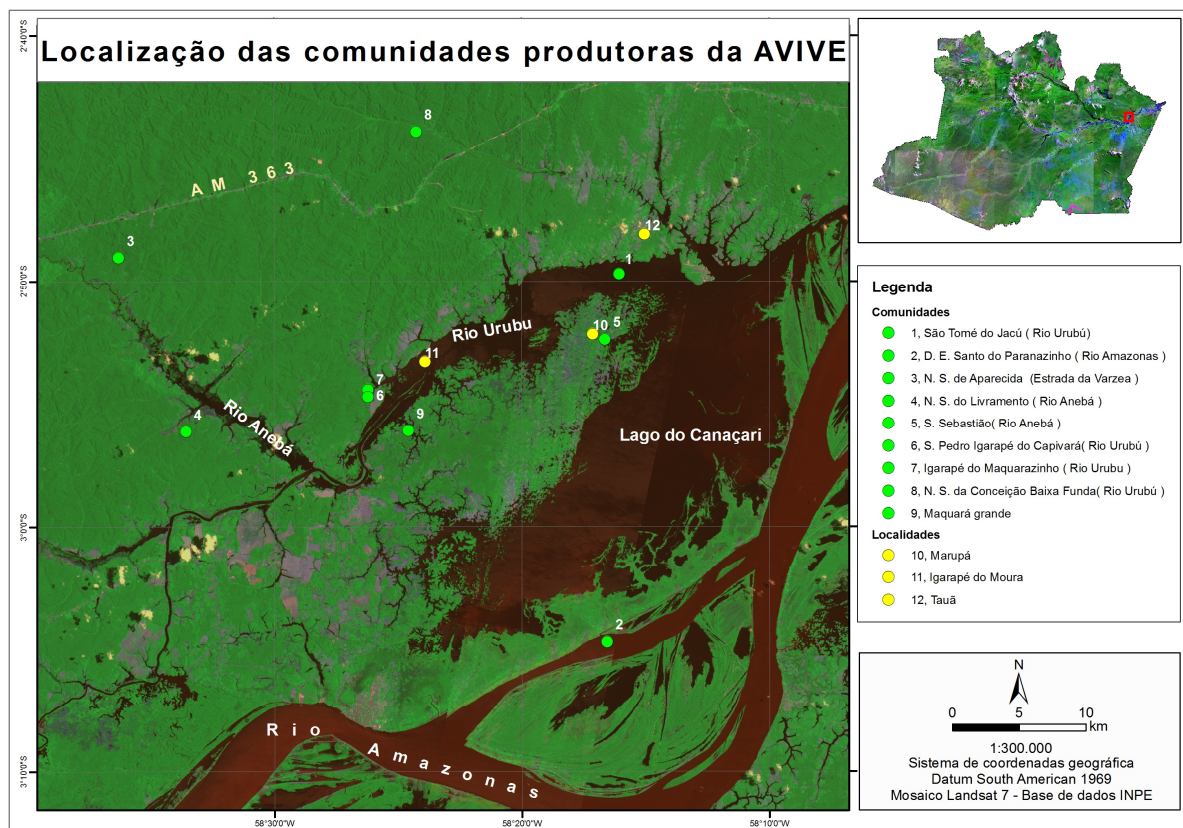 Localização das comunidades produtoras da AVIVE
2°40'0"S
2°50'0"S
3°0'0"S
3°10'0"S
58°30'0"W
58°20'0"W
58°10'0"W
8
AM 363
3
12
1
Rio Urubu
10
5
11
7
6
9
4
Rio Anebá
Lago do Canaçari
2
Rio Amazonas
Legenda
Comunidades
1, São Tomé do Jacú ( Rio Urubú)
2, D. E. Santo do Paranazinho ( Rio Amazonas )
3, N. S. de Aparecida (Estrada da Varzea )
4, N. S. do Livramento ( Rio Anebá )
5, S. Sebastião( Rio Anebá )
6, S. Pedro Igarapé do Capivará( Rio Urubú )
7, Igarapé do Maquarazinho ( Rio Urubu )
8, N. S. da Conceição Baixa Funda( Rio Urubú )
9, Maquará grande
Localidades
10, Marupá
11, Igarapé do Moura
12, Tauã
N
0 5 10
km
1:300.000
Sistema de coordenadas geográfica
Datum South American 1969
Mosaico Landsat 7 - Base de dados INPE